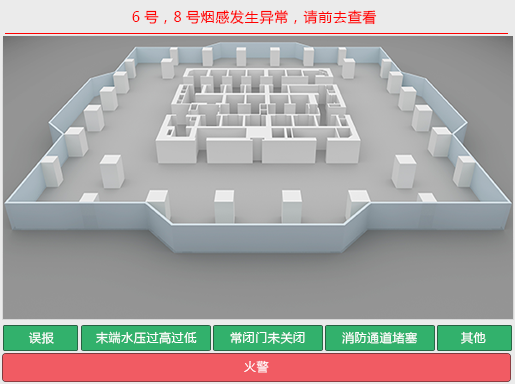 6 号，8 号烟感发生异常，请前去查看
误报
末端水压过高过低
常闭门未关闭
消防通道堵塞
其他
火警